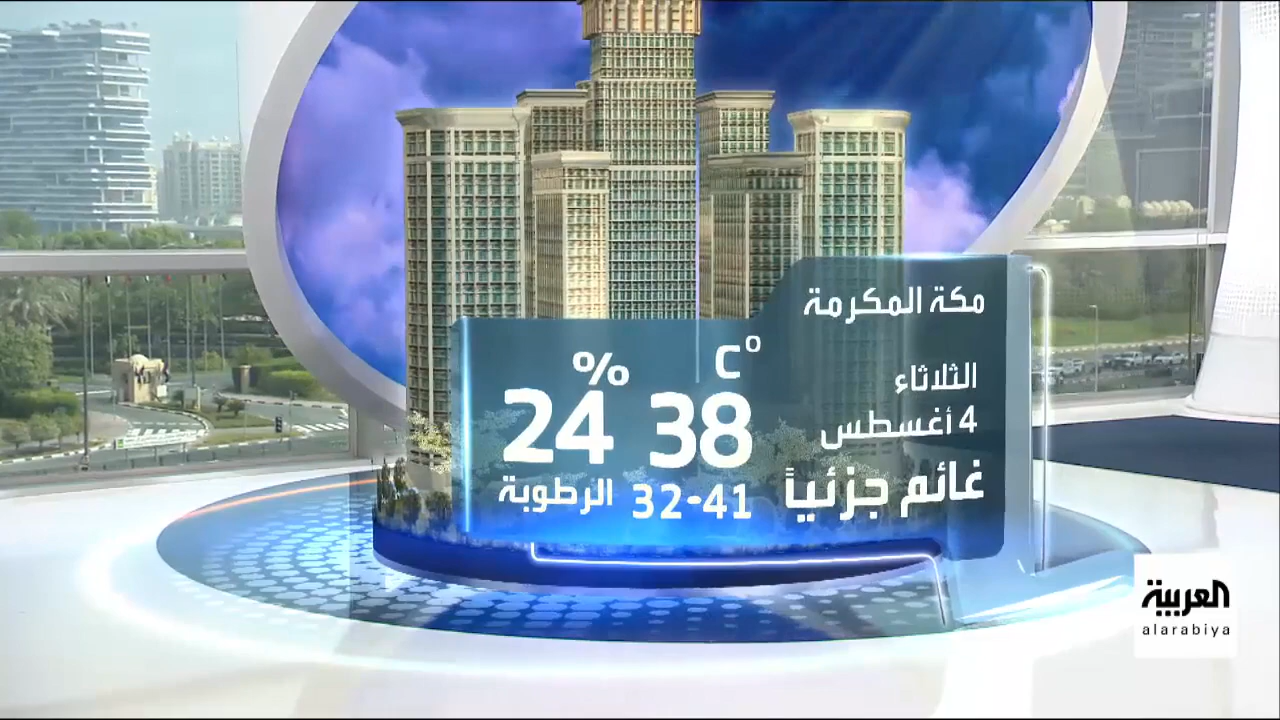 مكة المكرمة
الثلاثاء
4 أغسطس
غائم جزئياً
C°
38
32-41
%
24
الرطوبة
العربية
alarabiya